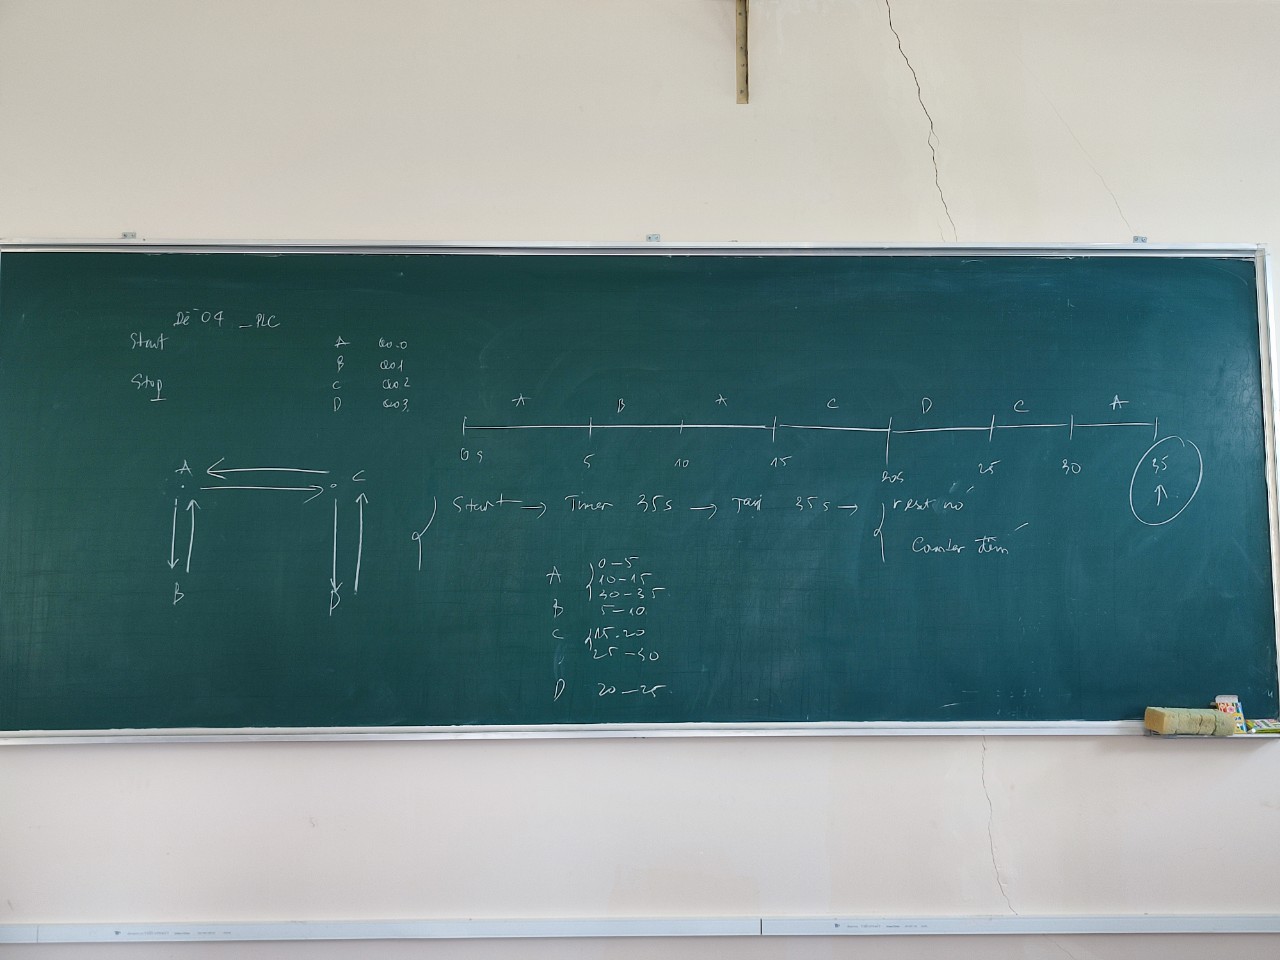 Đề 04 _ PLC
Start
Stop
A Q0.0
B Q0.1
C Q0.2
D Q0.3
A B A C D C A
0s 5 10 15 20s 25 30 35
A C
B D
Start → Timer 35s → Tại 35s → reset nó
Counter đếm
A 0-5
10-15
30-35
B 5-10
C 15-20
25-30
D 20-25